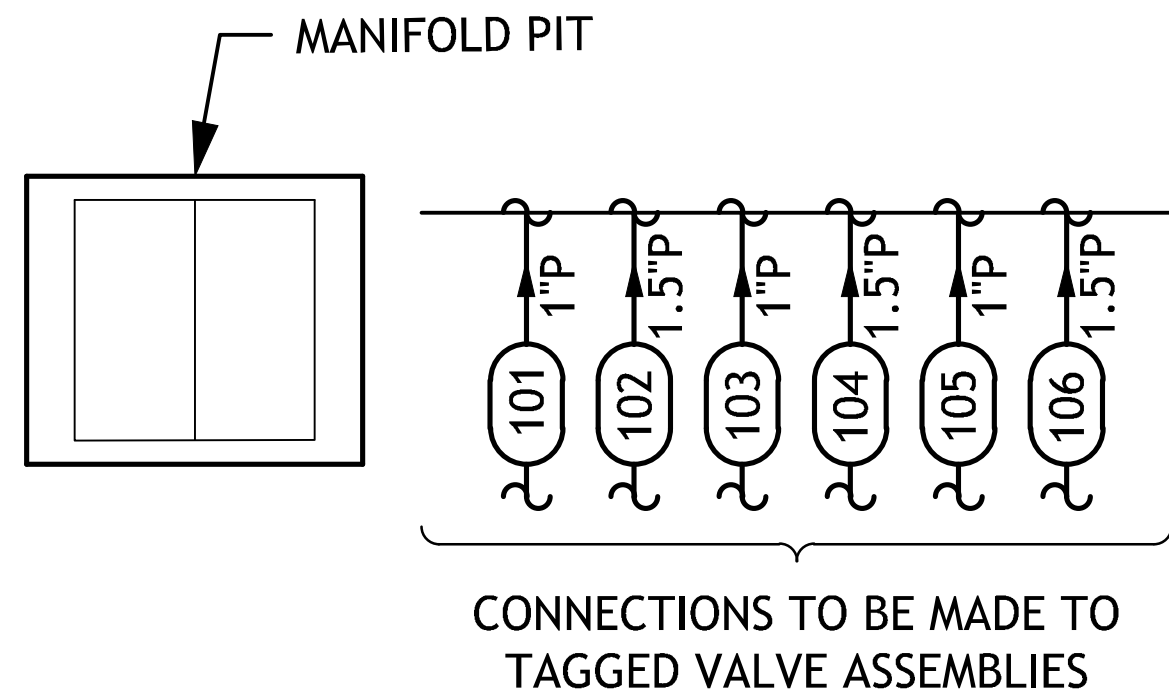 MANIFOLD PIT
1"P
1.5"P
1"P
1.5"P
1"P
1.5"P
101
102
103
104
105
106
CONNECTIONS TO BE MADE TO
TAGGED VALVE ASSEMBLIES